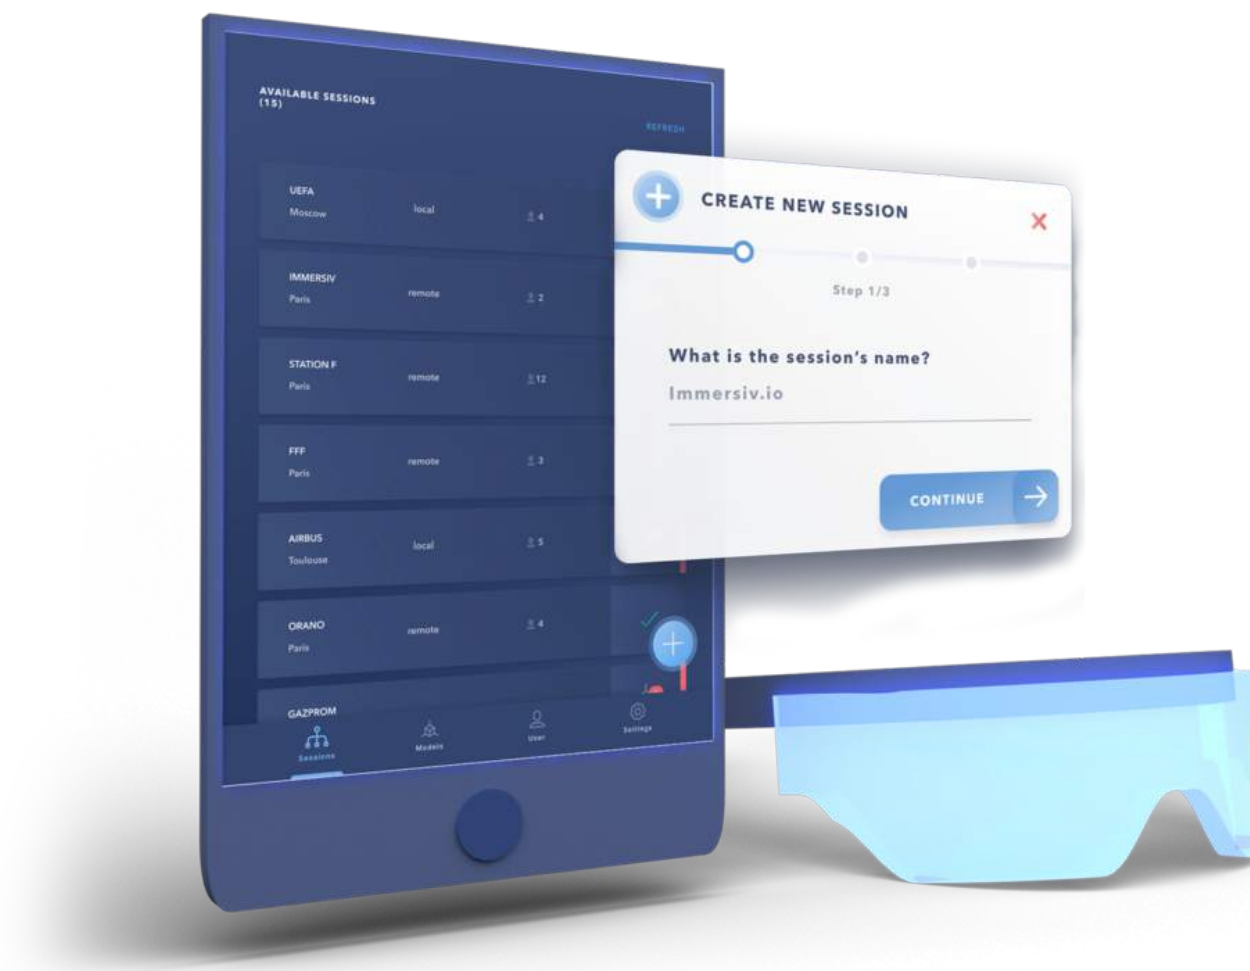 AVAILABLE SESSIONS
(15)
REFRESH
UEFA
Moscow
local
4
IMMERSIV
Paris
remote
2
STATION F
Paris
remote
12
FFF
Paris
remote
3
AIRBUS
Toulouse
local
5
ORANO
Paris
remote
4
GAZPROM
Sessions
Models
User
Settings
CREATE NEW SESSION
Step 1/3
What is the session's name?
Immersiv.io
CONTINUE